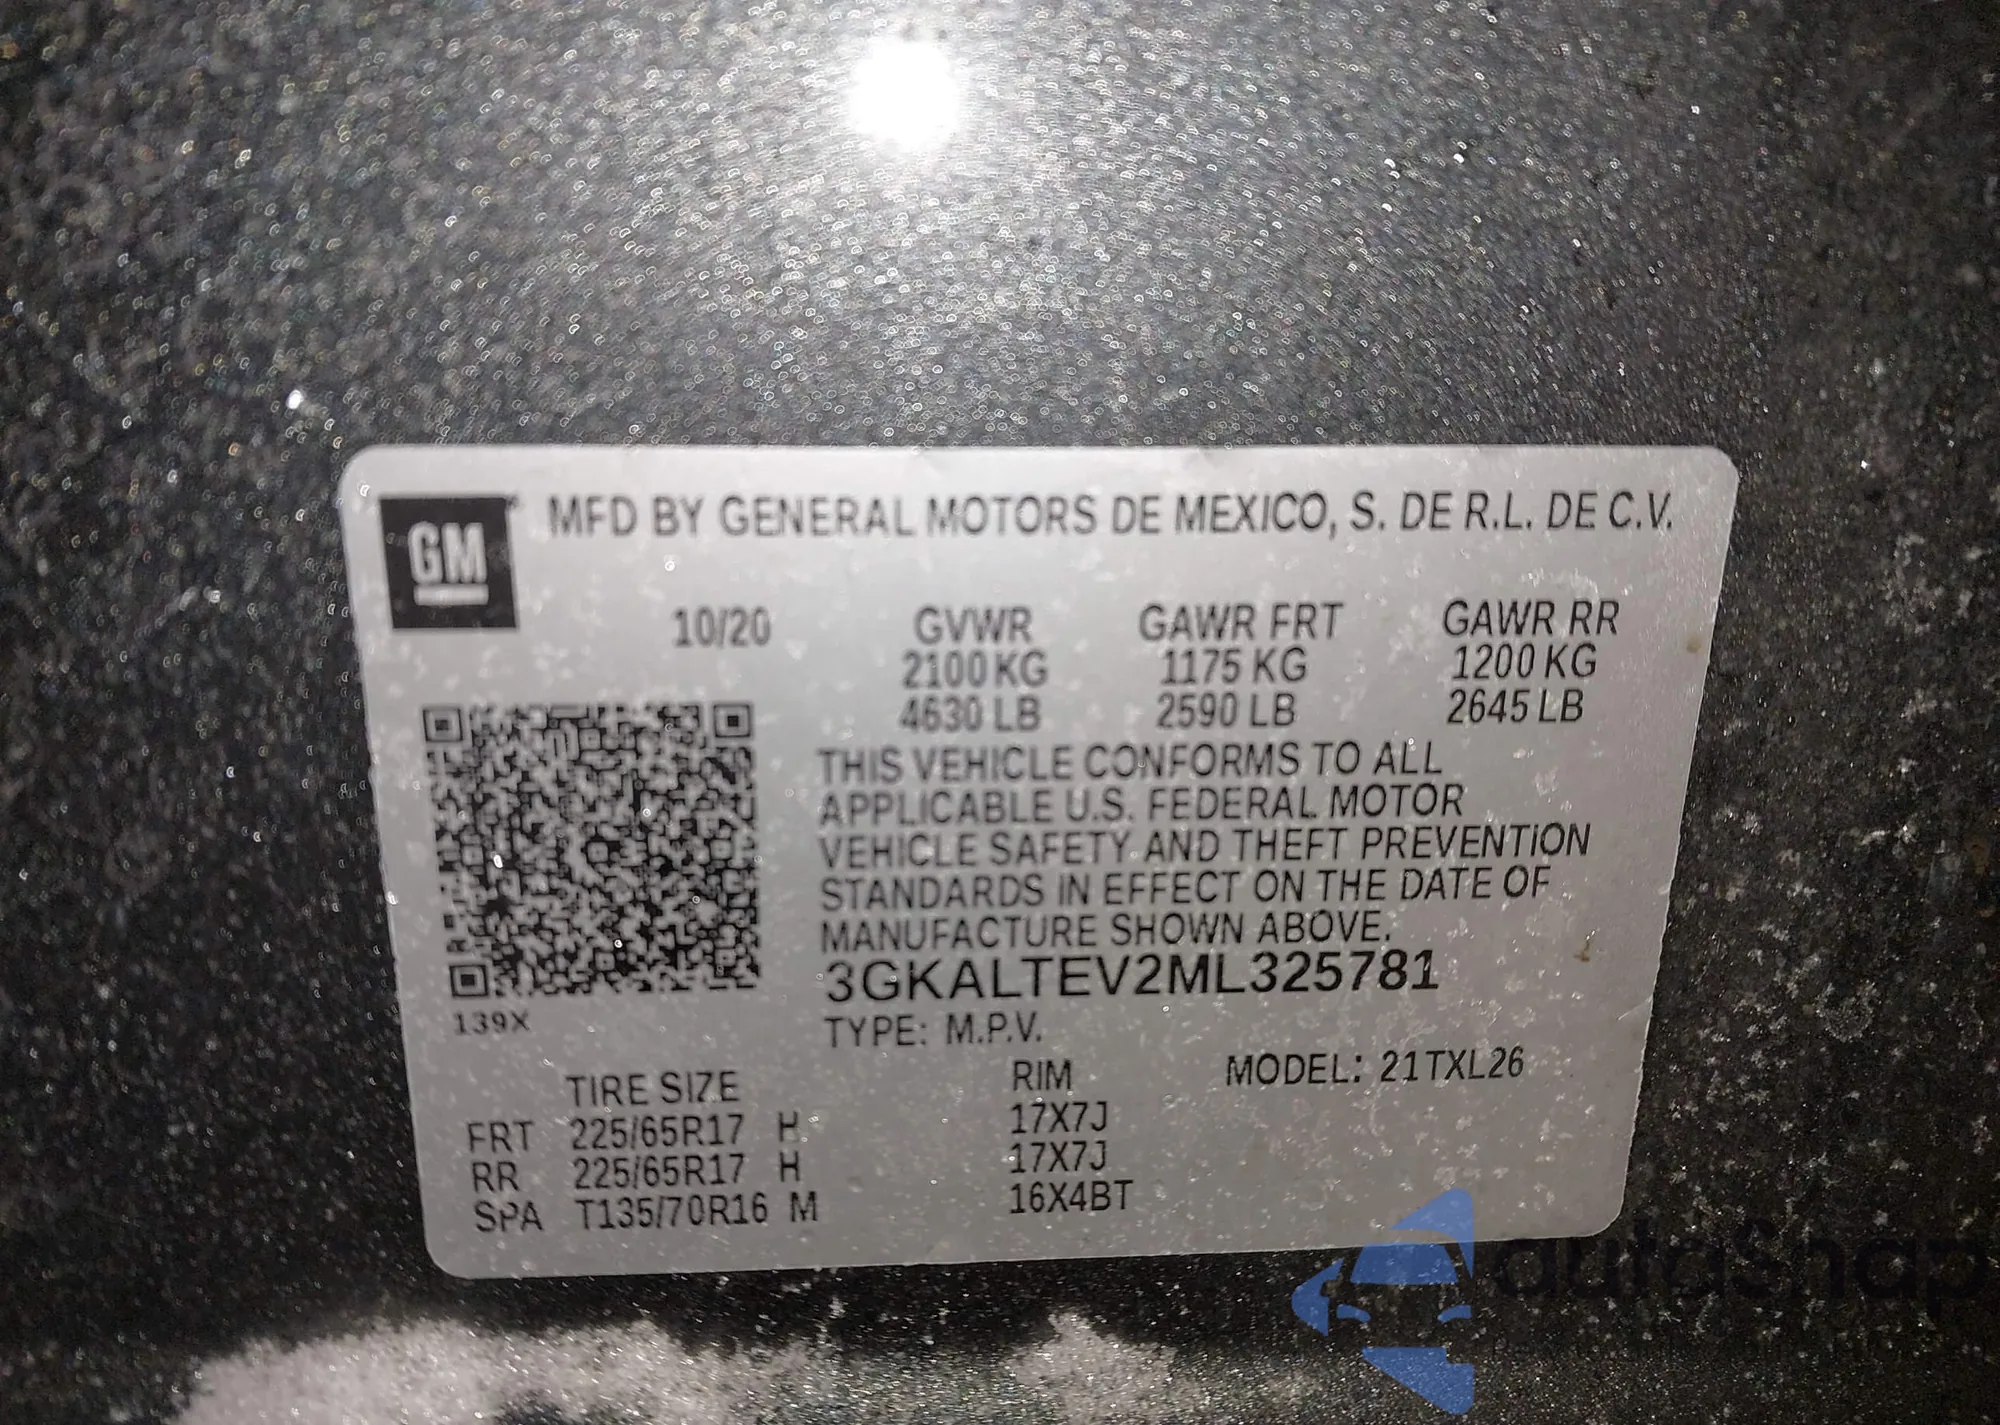 GM
MFD BY GENERAL MOTORS DE MEXICO, S. DE R.L. DE C.V.
10/20 GVWR GAWR FRT GAWR RR
2100 KG 1175 KG 1200 KG
4630 LB 2590 LB 2645 LB
THIS VEHICLE CONFORMS TO ALL
APPLICABLE U.S. FEDERAL MOTOR
VEHICLE SAFETY AND THEFT PREVENTION
STANDARDS IN EFFECT ON THE DATE OF
MANUFACTURE SHOWN ABOVE.
3GKALTEV2ML325781
139X
TYPE: M.P.V.
TIRE SIZE RIM MODEL: 21TXL26
FRT 225/65R17 H 17X7J
RR 225/65R17 H 17X7J
SPA T135/70R16 M 16X4BT
autosnap